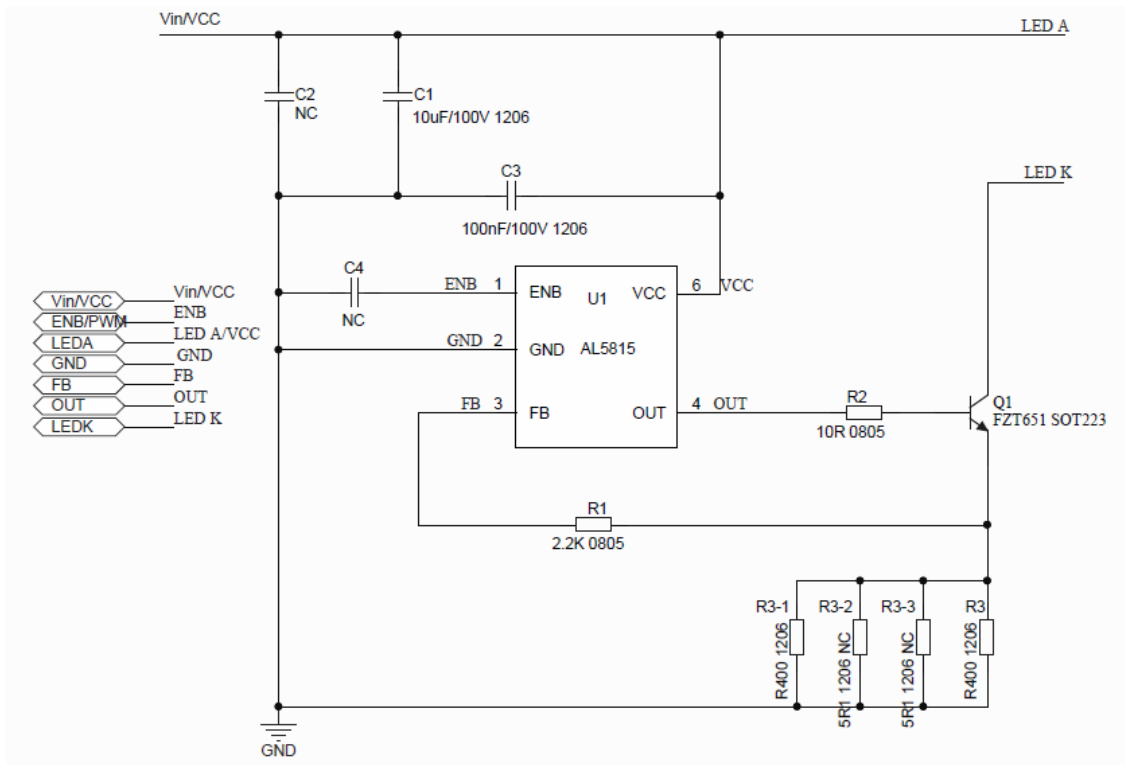 Vin/VCC
LED A
C2
NC
C1
10uF/100V 1206
C3
100nF/100V 1206
LED K
C4
NC
ENB 1
ENB
U1
VCC
6 VCC
GND 2
GND
AL5815
FB 3
FB
OUT
4 OUT
R2
10R 0805
Q1
FZT651 SOT223
Vin/VCC
Vin/VCC
ENB/PWM
ENB
LEDA
LED A/VCC
GND
GND
FB
FB
OUT
OUT
LEDK
LED K
R1
2.2K 0805
R3-1
R400 1206
R3-2
5R1 1206 NC
R3-3
5R1 1206 NC
R3
R400 1206
GND